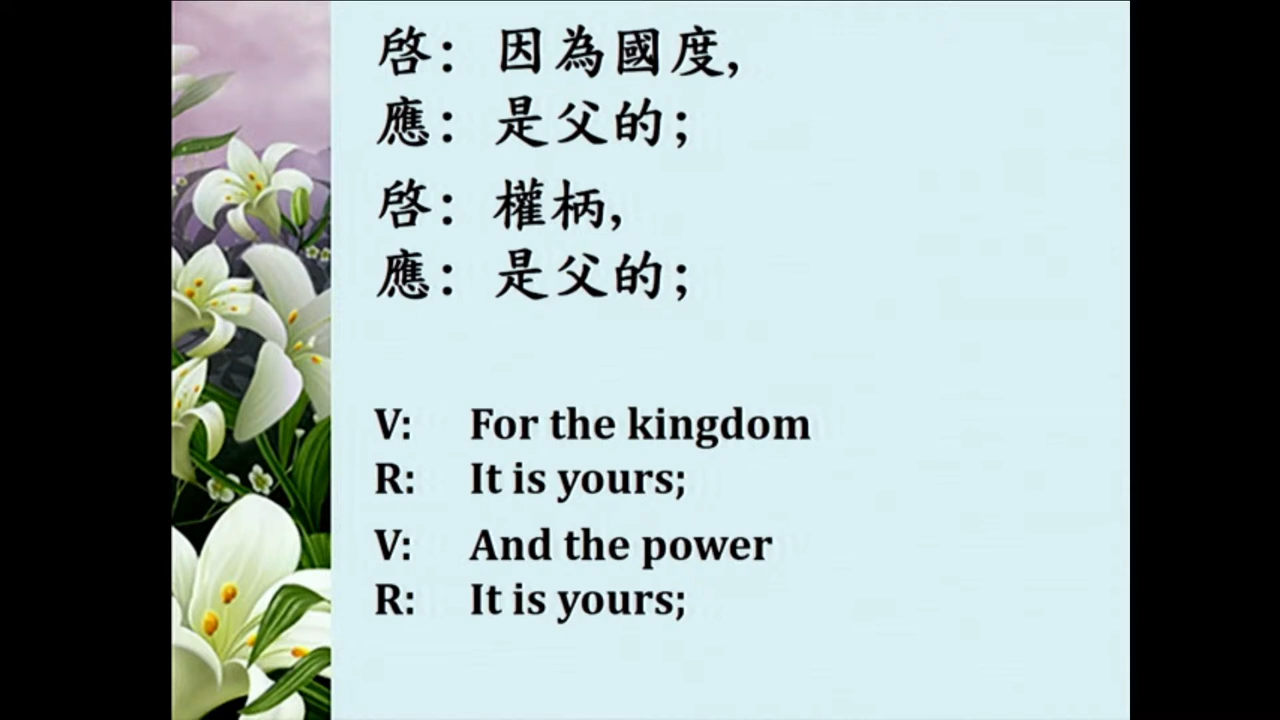 啓：因為國度,
應：是父的；
啓：權柄,
應：是父的；
V: For the kingdom
R: It is yours;
V: And the power
R: It is yours;